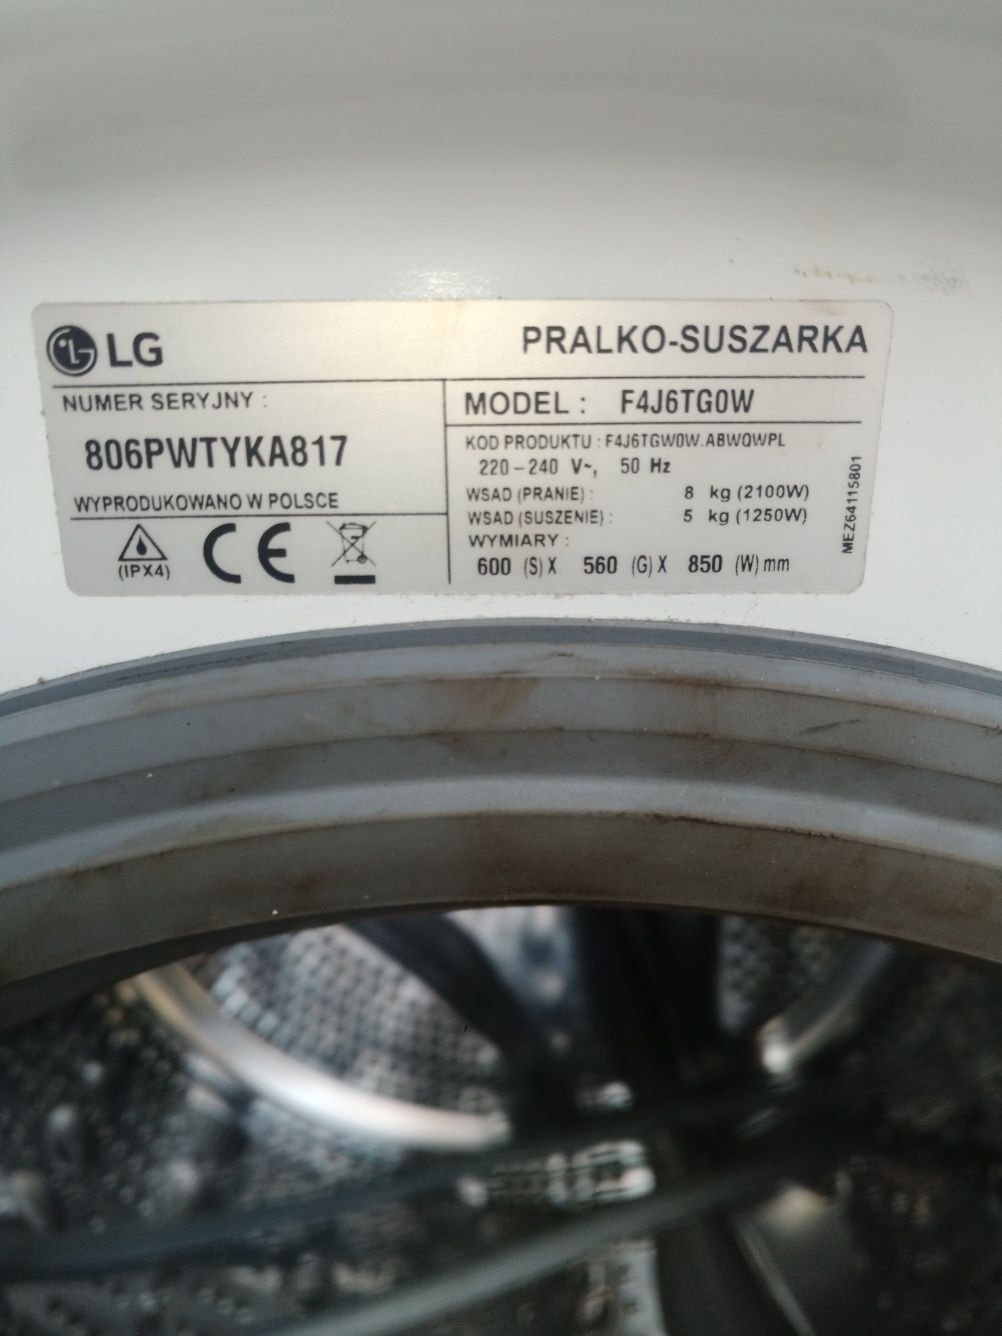 LG
PRALKO-SUSZARKA
NUMER SERYJNY :
806PWTYKA817
WYPRODUKOWANO W POLSCE
(IPX4)
CE
MODEL : F4J6TG0W
KOD PRODUKTU : F4J6TGW0W.ABWQWPL
220-240 V~, 50 Hz
WSAD (PRANIE) : 8 kg (2100W)
WSAD (SUSZENIE) : 5 kg (1250W)
WYMIARY :
600 (S) X 560 (G) X 850 (W) mm
MEZ64115801